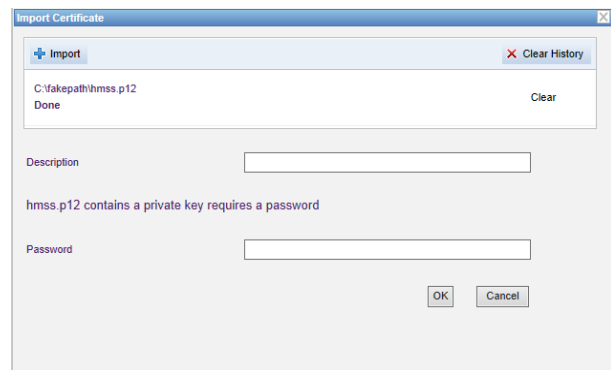 Import Certificate
Import
Clear History
C:\fakepath\hmss.p12
Done
Clear
Description
hmss.p12 contains a private key requires a password
Password
OK
Cancel